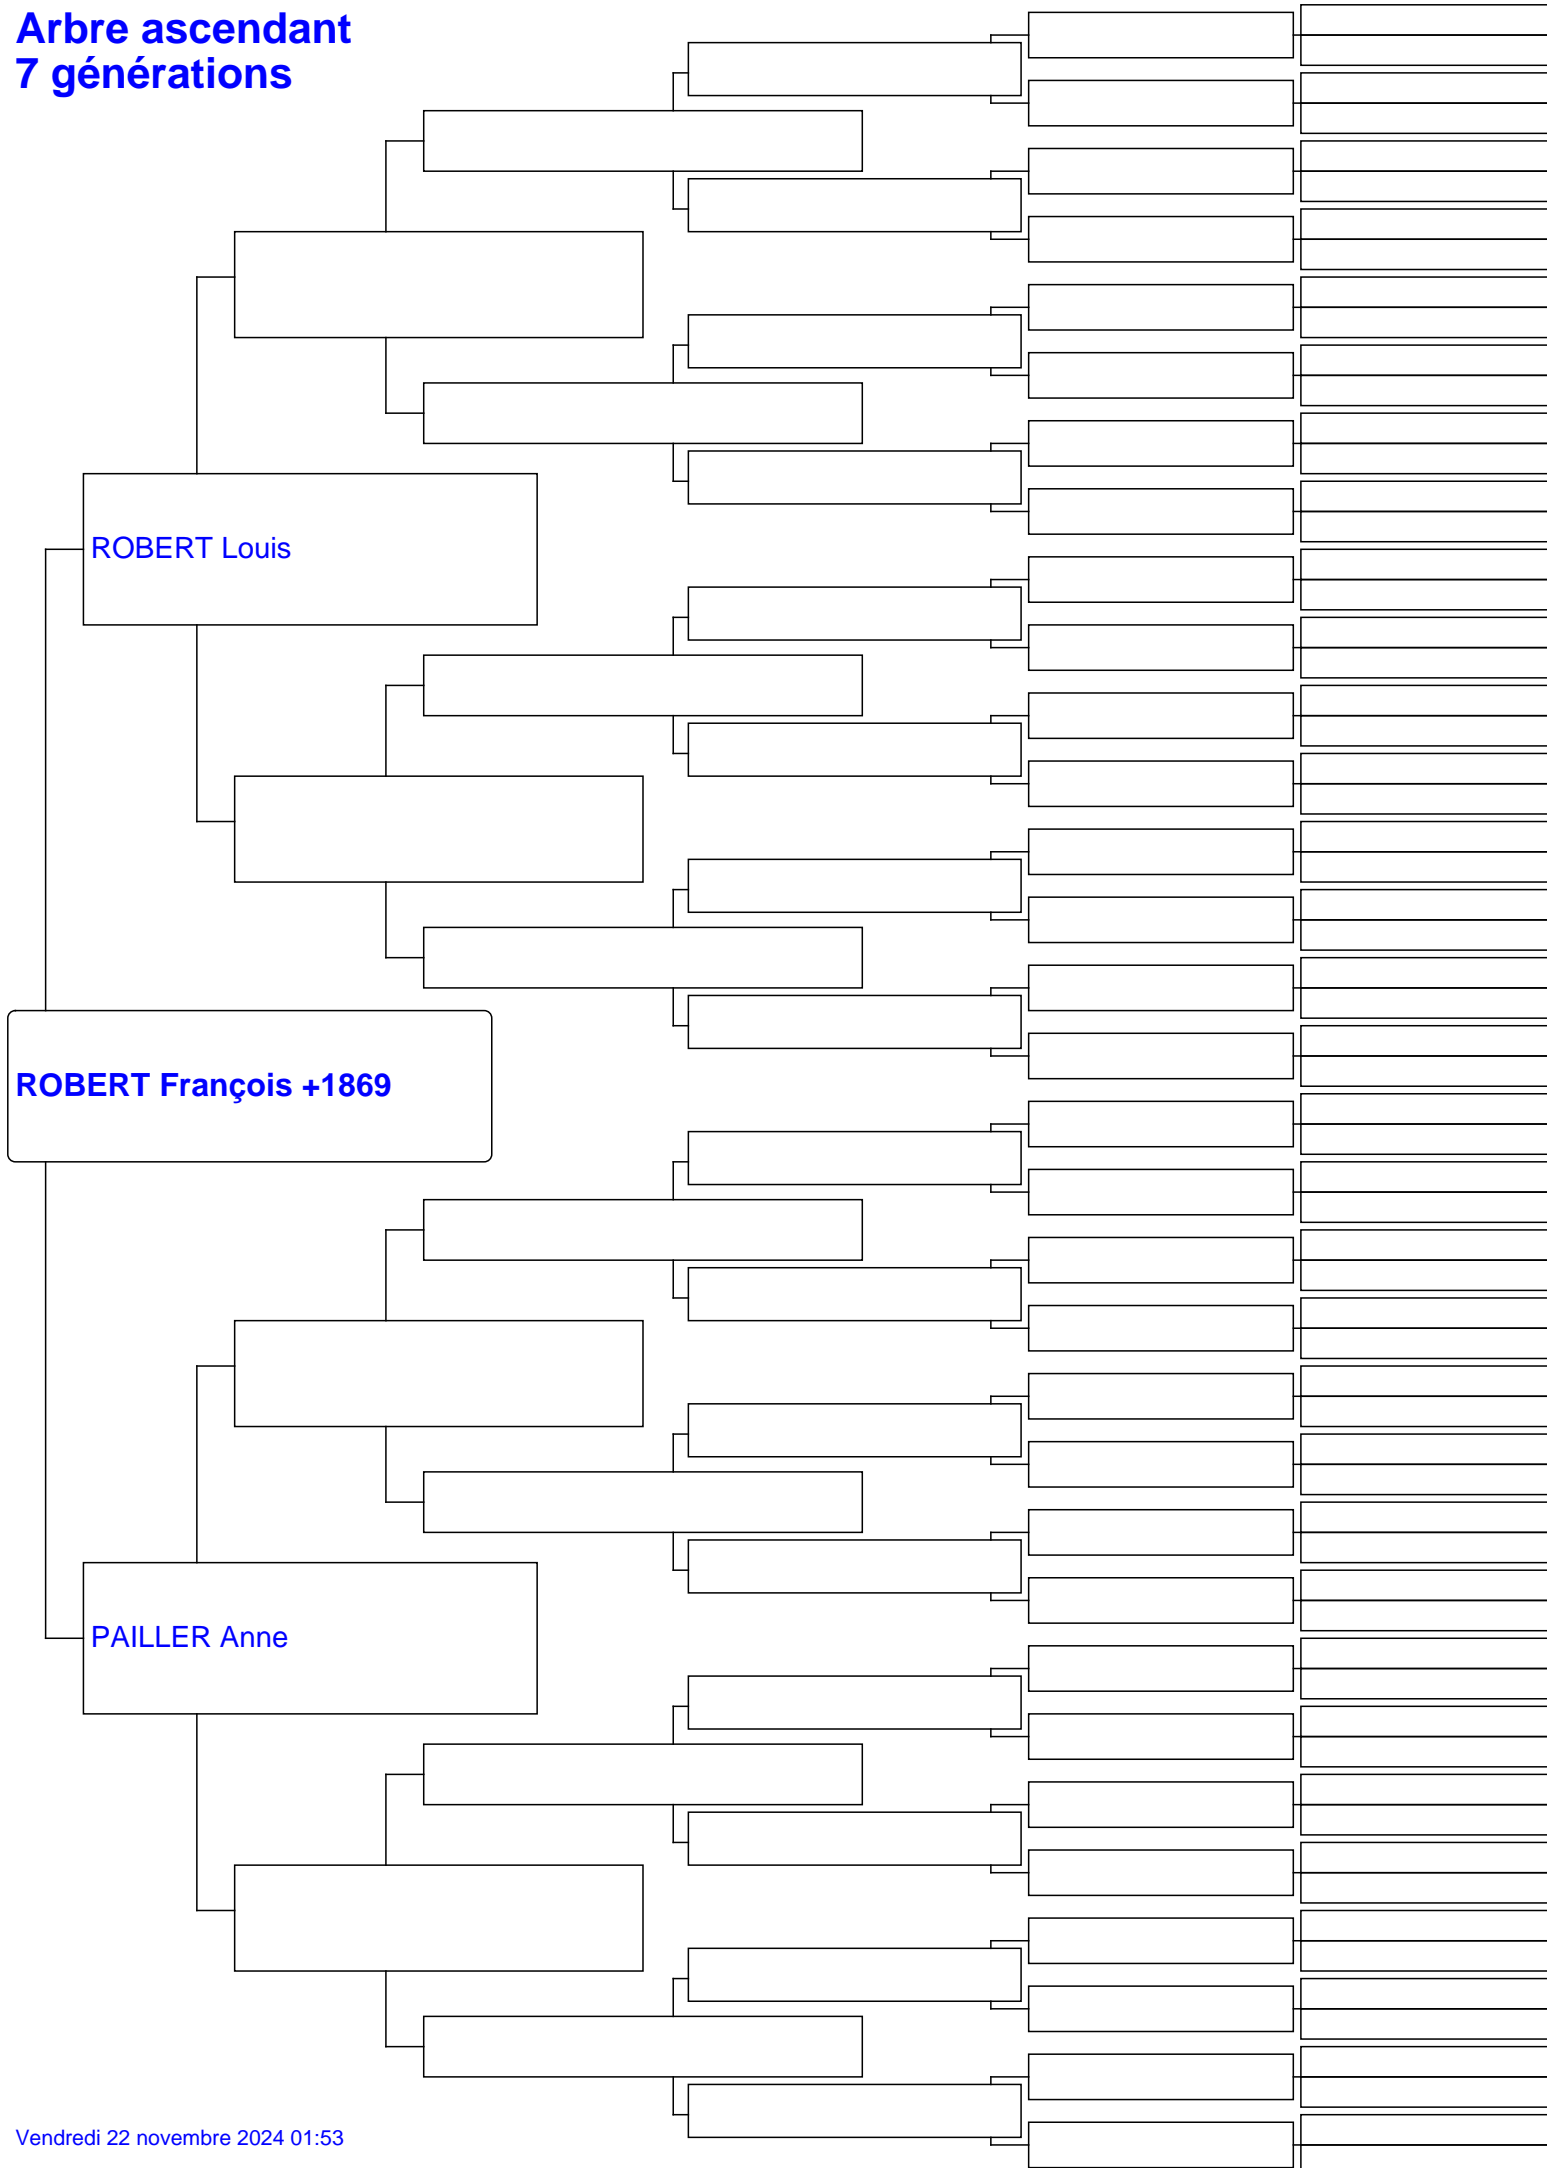 Arbre ascendant
7 générations
ROBERT Louis
ROBERT François +1869
PAILLER Anne
Vendredi 22 novembre 2024 01:53